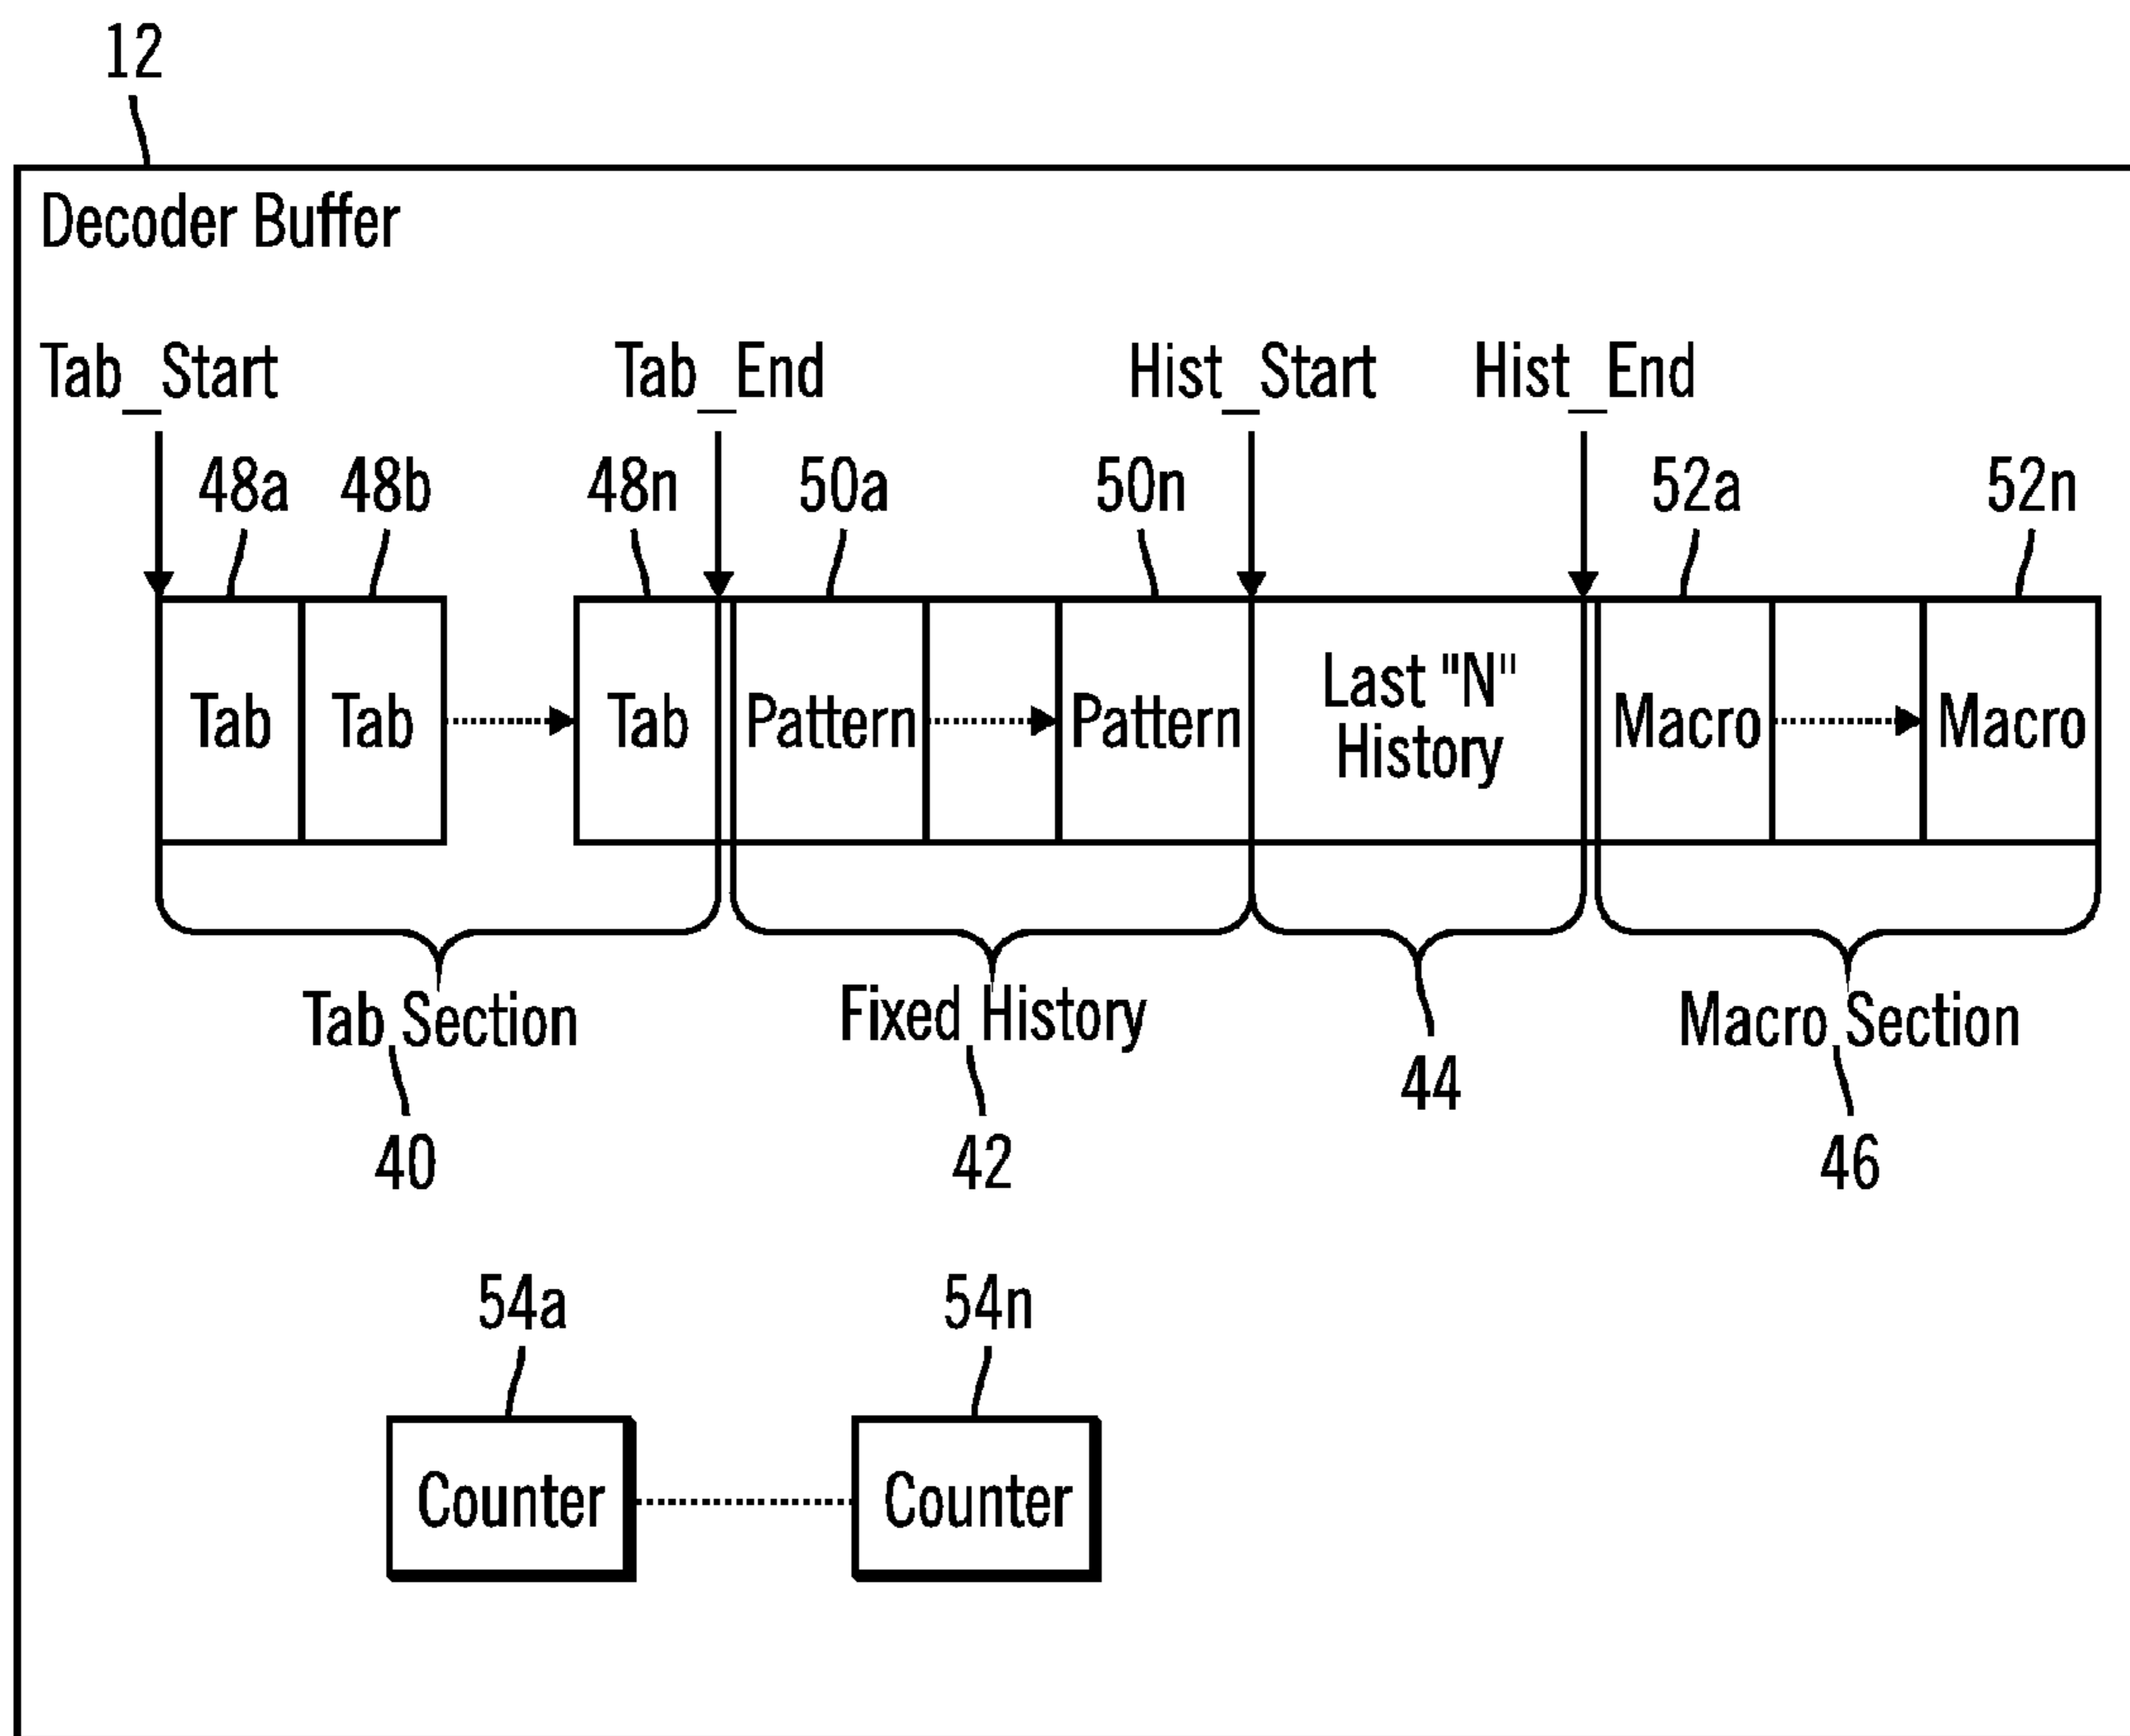 12
Decoder Buffer
Tab_Start
Tab_End
Hist_Start
Hist_End
48a
48b
48n
50a
50n
52a
52n
Tab
Tab
Tab
Pattern
Pattern
Last "N"
History
Macro
Macro
Tab Section
Fixed History
Macro Section
44
40
42
46
54a
54n
Counter
Counter